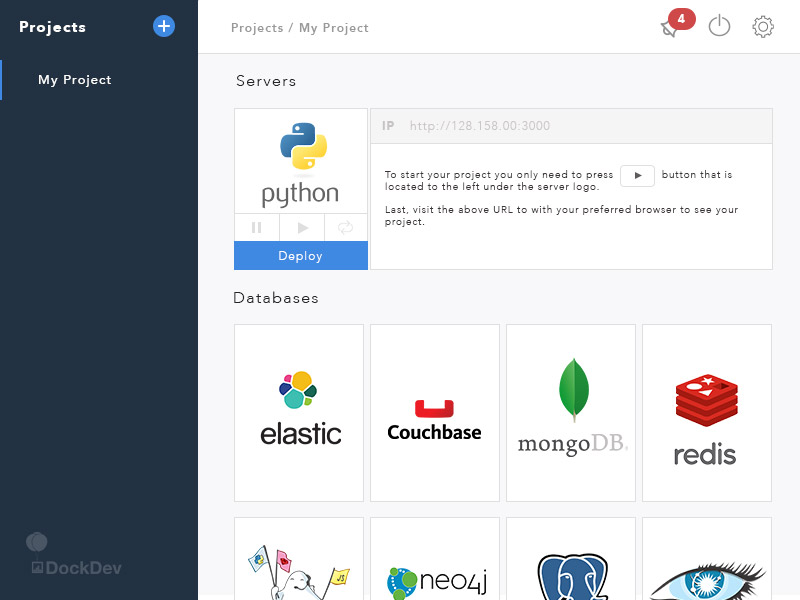 Projects
My Project
Projects / My Project
4
Servers
python
Deploy
IP http://128.158.00:3000
To start your project you only need to press button that is
located to the left under the server logo.
Last, visit the above URL to with your preferred browser to see your
project.
Databases
elastic
Couchbase
mongoDB.
redis
JS
neo4j
DockDev